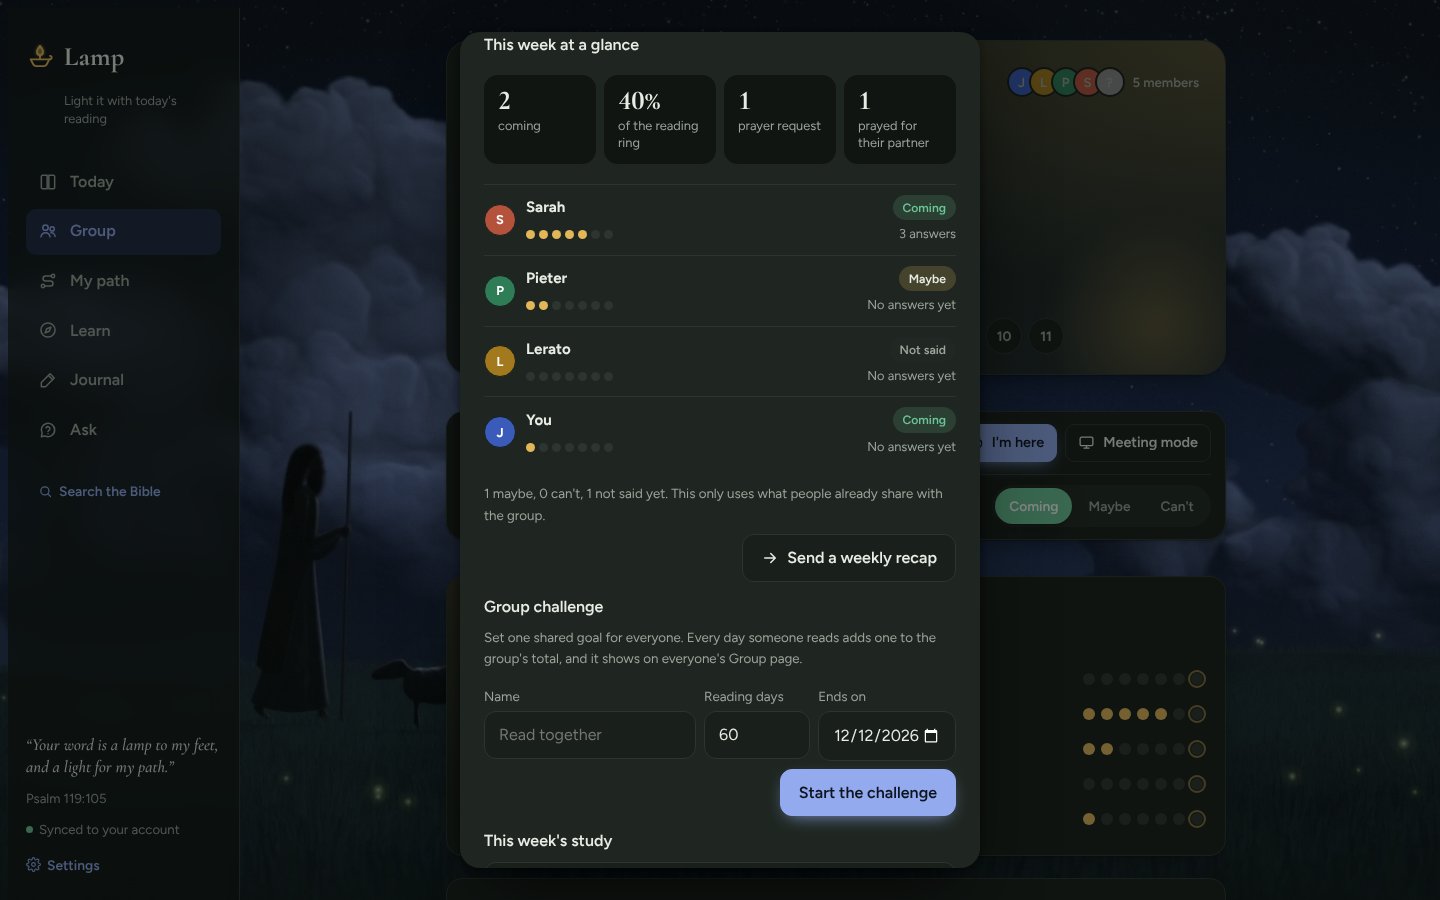 Lamp
Light it with today's
reading
Today
Group
My path
Learn
Journal
Ask
Search the Bible
“Your word is a lamp to my feet,
and a light for my path.”
Psalm 119:105
Synced to your account
Settings
This week at a glance
2
coming
40%
of the reading
ring
1
prayer request
1
prayed for
their partner
S
Sarah
Coming
3 answers
P
Pieter
Maybe
No answers yet
L
Lerato
Not said
No answers yet
J
You
Coming
No answers yet
1 maybe, 0 can't, 1 not said yet. This only uses what people already share with
the group.
→ Send a weekly recap
Group challenge
Set one shared goal for everyone. Every day someone reads adds one to the
group's total, and it shows on everyone's Group page.
Name
Reading days
Ends on
Read together
60
12/12/2026
Start the challenge
This week's study
J L P S ? 5 members
10 11
I'm here
Meeting mode
Coming Maybe Can't